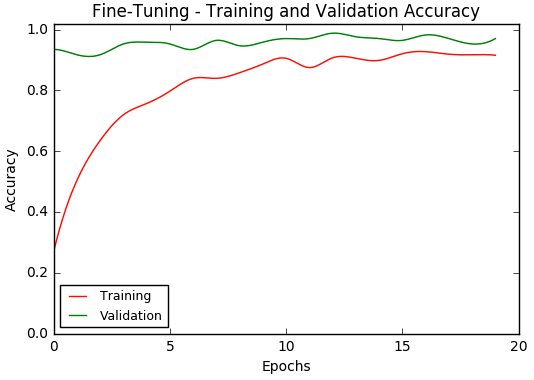 Fine-Tuning - Training and Validation Accuracy
1.0
0.8
0.6
0.4
0.2
0.0
Accuracy
Training
Validation
0 5 10 15 20
Epochs